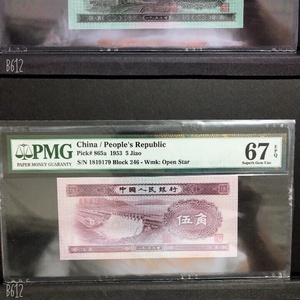 B612
PMG
PAPER MONEY GUARANTY
China / People's Republic
Pick# 865a 1953 5 Jiao
S/N 1819179 Block 246 - Wmk: Open Star
67 EPQ
Superb Gem Unc
中國人民銀行
伍角
B612